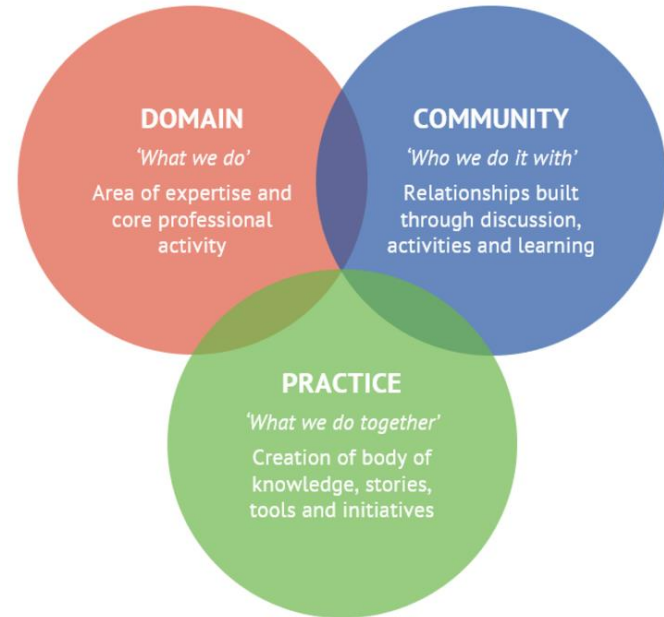 DOMAIN
‘What we do’
Area of expertise and
core professional
activity
COMMUNITY
‘Who we do it with’
Relationships built
through discussion,
activities and learning
PRACTICE
‘What we do together’
Creation of body of
knowledge, stories,
tools and initiatives